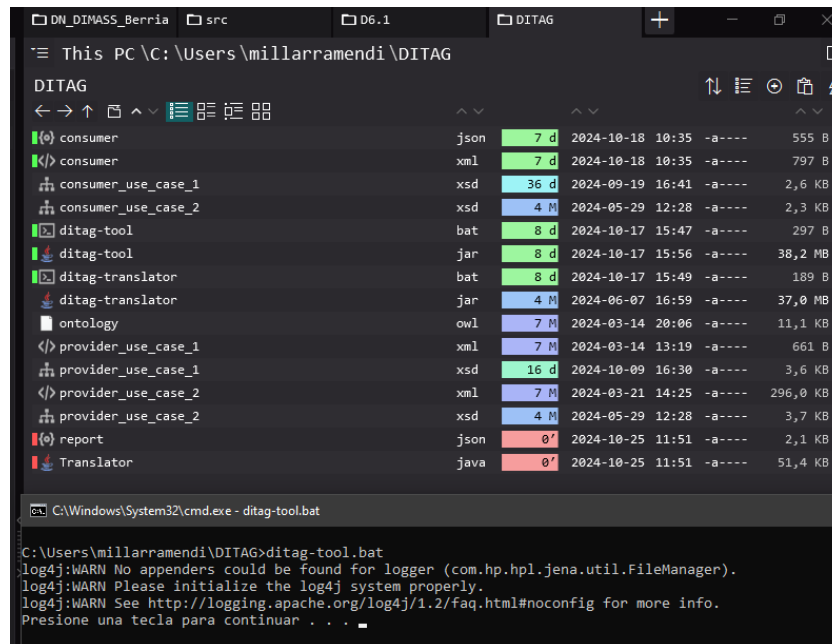 DN_DIMASS_Berria src D6.1 DITAG
This PC\C:\Users\millarramendi\DITAG
DITAG
consumer json 7 d 2024-10-18 10:35 -a---- 555 B
consumer xml 7 d 2024-10-18 10:35 -a---- 797 B
consumer_use_case_1 xsd 36 d 2024-09-19 16:41 -a---- 2,6 KB
consumer_use_case_2 xsd 4 M 2024-05-29 12:28 -a---- 2,3 KB
ditag-tool bat 8 d 2024-10-17 15:47 -a---- 297 B
ditag-tool jar 8 d 2024-10-17 15:56 -a---- 38,2 MB
ditag-translator bat 8 d 2024-10-17 15:49 -a---- 189 B
ditag-translator jar 4 M 2024-06-07 16:59 -a---- 37,0 MB
ontology owl 7 M 2024-03-14 20:06 -a---- 11,1 KB
provider_use_case_1 xml 7 M 2024-03-14 13:19 -a---- 661 B
provider_use_case_1 xsd 16 d 2024-10-09 16:30 -a---- 3,6 KB
provider_use_case_2 xml 7 M 2024-03-21 14:25 -a---- 296,0 KB
provider_use_case_2 xsd 4 M 2024-05-29 12:28 -a---- 3,7 KB
report json 0′ 2024-10-25 11:51 -a---- 2,1 KB
Translator java 0′ 2024-10-25 11:51 -a---- 51,4 KB
C:\Windows\System32\cmd.exe - ditag-tool.bat
C:\Users\millarramendi\DITAG>ditag-tool.bat
log4j:WARN No appenders could be found for logger (com.hp.hpl.jena.util.FileManager).
log4j:WARN Please initialize the log4j system properly.
log4j:WARN See http://logging.apache.org/log4j/1.2/faq.html#noconfig for more info.
Presione una tecla para continuar . . .